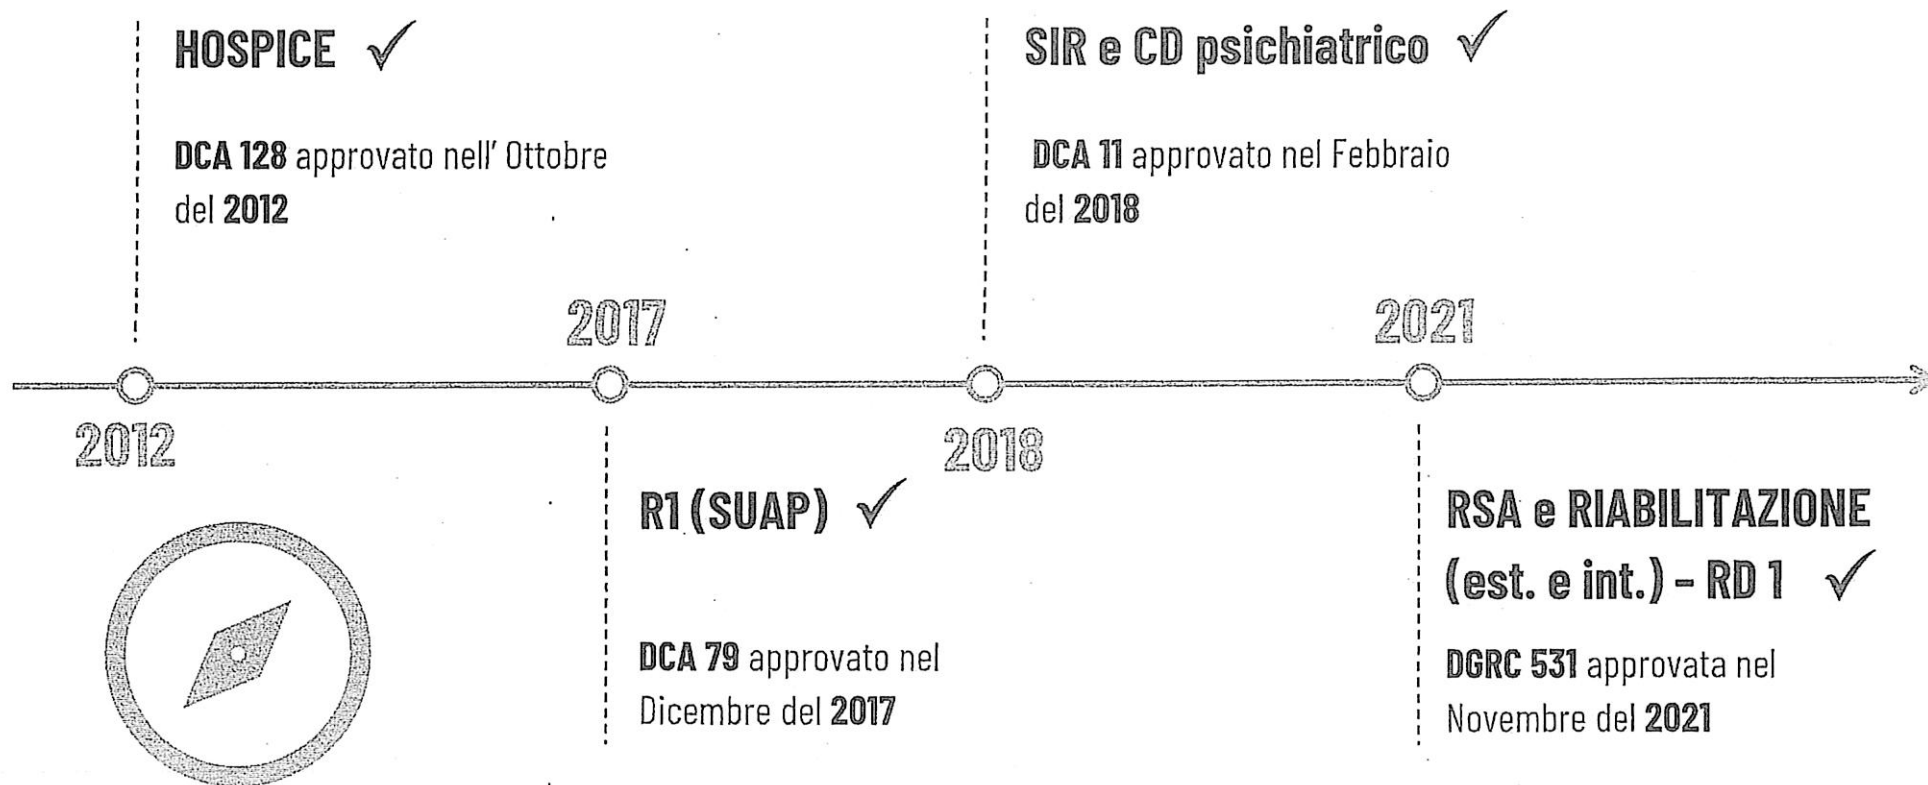 HOSPICE ✓
DCA 128 approvato nell' Ottobre
del 2012
SIR e CD psichiatrico ✓
DCA 11 approvato nel Febbraio
del 2018
2017
2021
2012
2018
R1 (SUAP) ✓
DCA 79 approvato nel
Dicembre del 2017
RSA e RIABILITAZIONE
(est. e int.) – RD 1 ✓
DGRC 531 approvata nel
Novembre del 2021